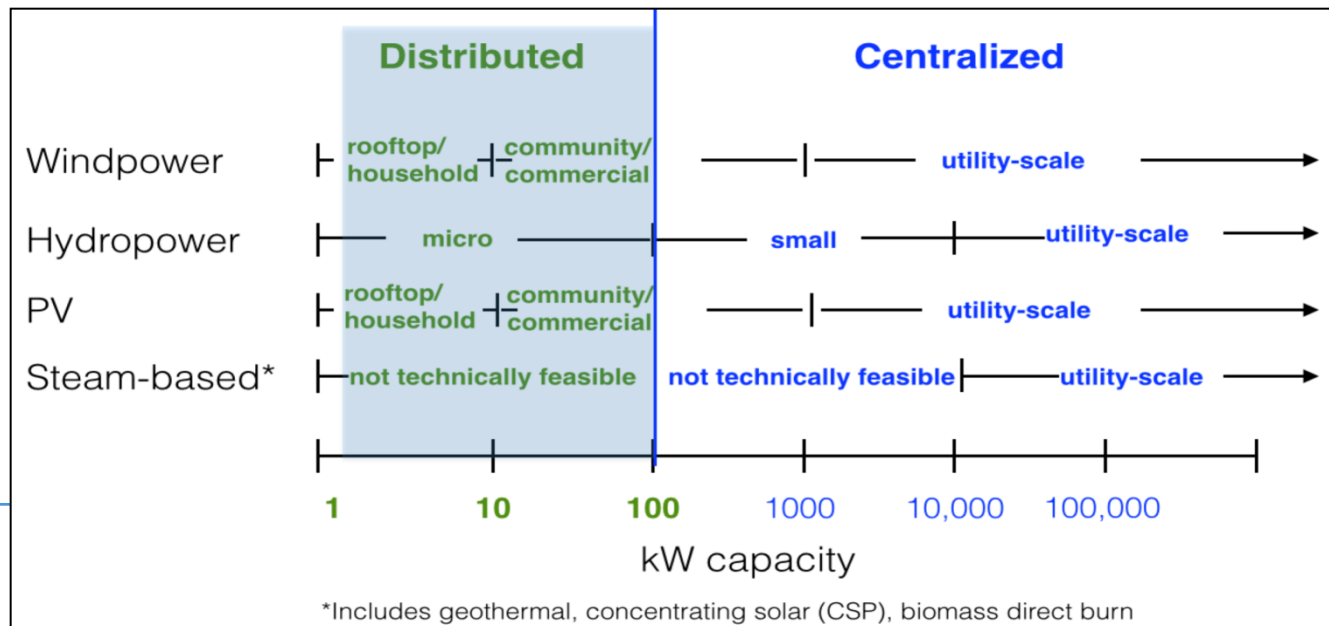 Distributed Centralized
Windpower rooftop/ household community/ commercial utility-scale
Hydropower micro small utility-scale
PV rooftop/ household community/ commercial utility-scale
Steam-based* not technically feasible not technically feasible utility-scale
1 10 100 1000 10,000 100,000
kW capacity
*Includes geothermal, concentrating solar (CSP), biomass direct burn